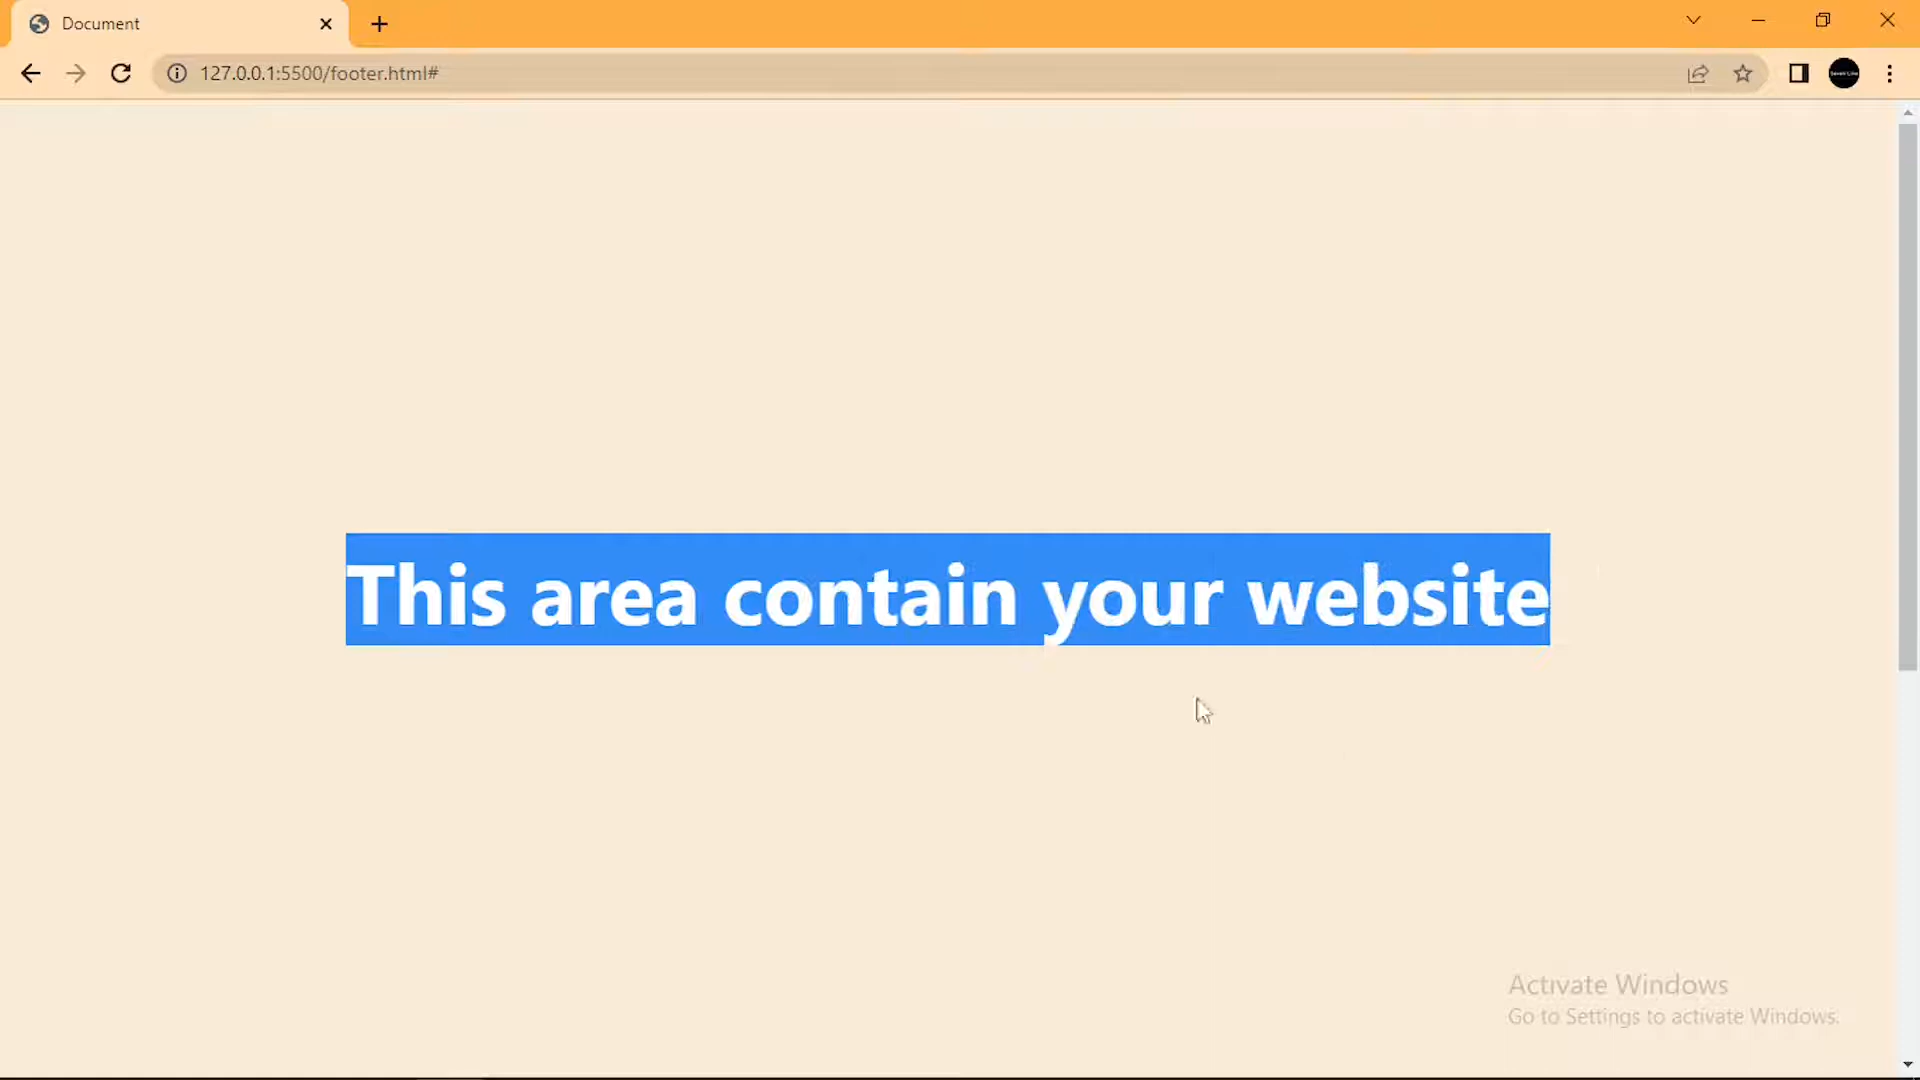 Document
127.0.0.1:5500/footer.html#
This area contain your website
Activate Windows
Go to Settings to activate Windows.